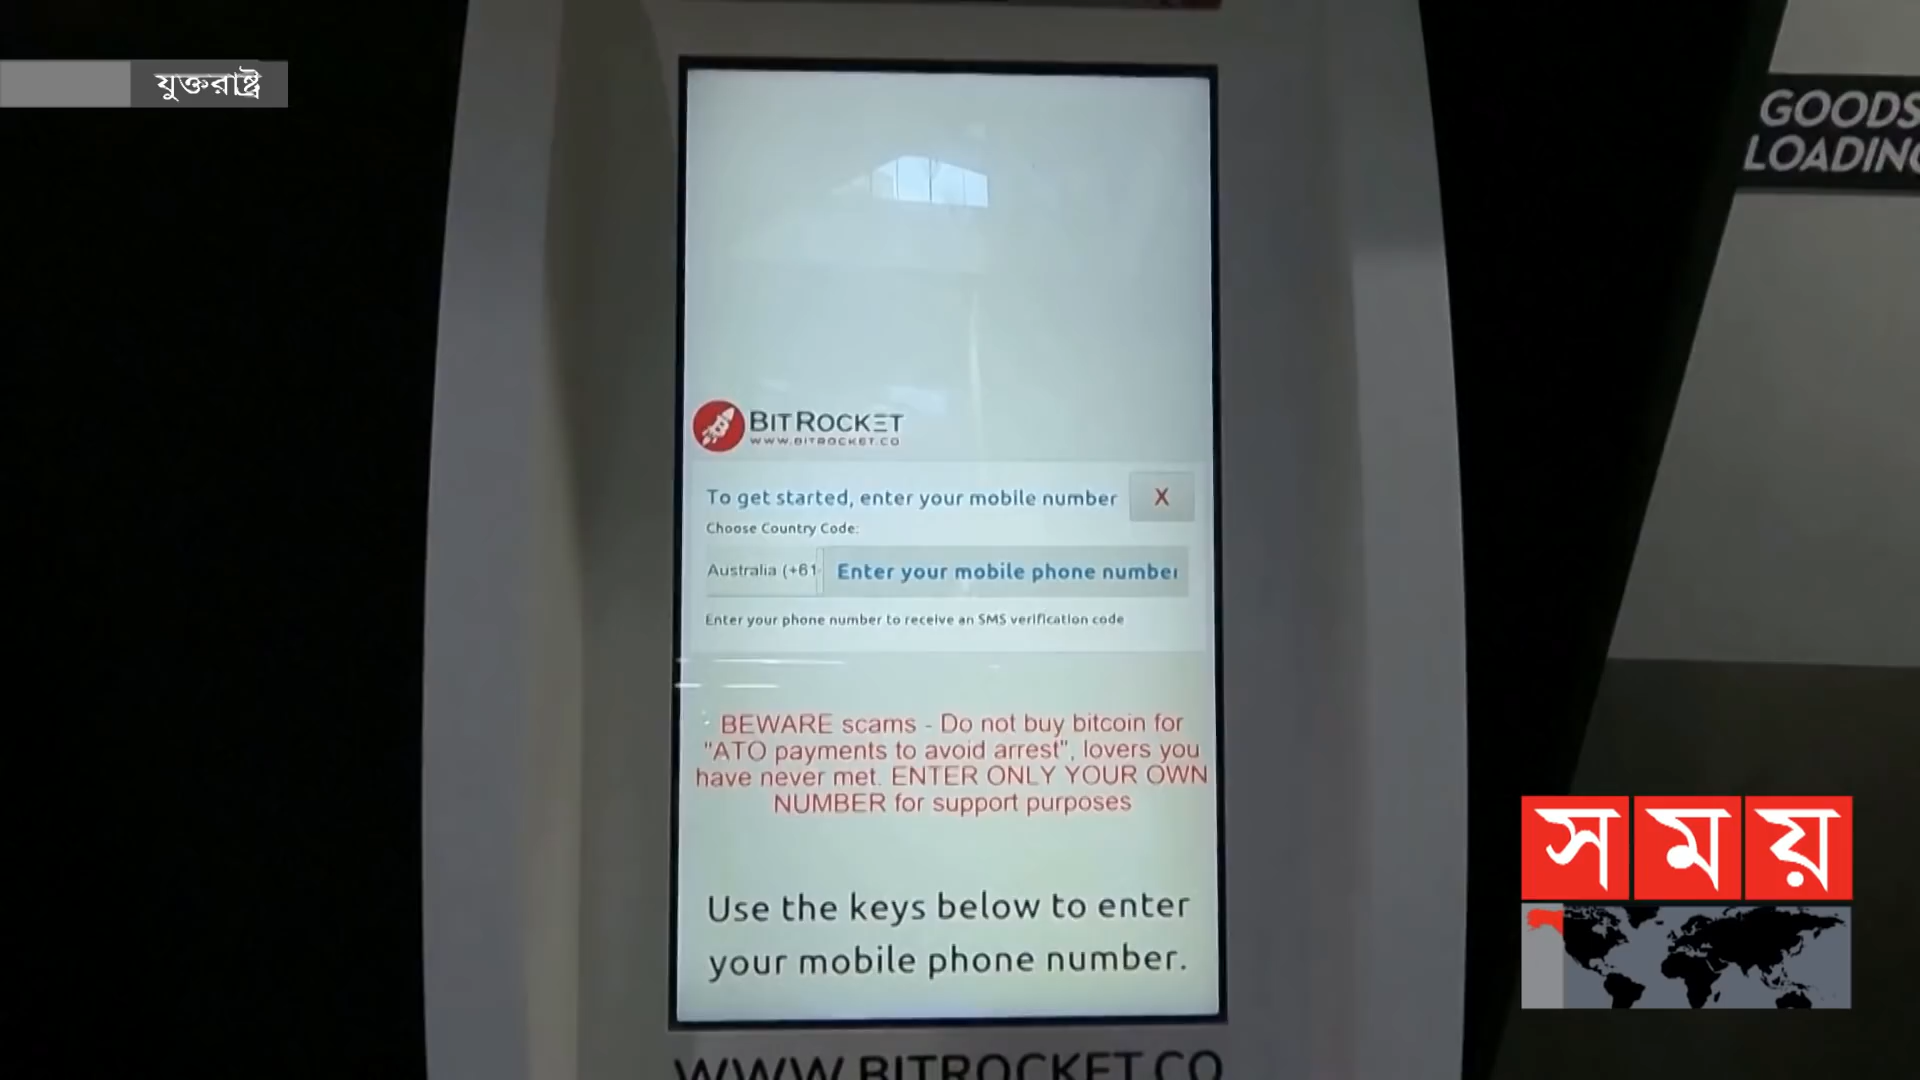 যুক্তরাষ্ট্র
GOODS
LOADING
BITROCKET
WWW.BITROCKET.CO
To get started, enter your mobile number
X
Choose Country Code:
Australia (+61
Enter your mobile phone number
Enter your phone number to receive an SMS verification code
BEWARE scams - Do not buy bitcoin for
"ATO payments to avoid arrest", lovers you
have never met. ENTER ONLY YOUR OWN
NUMBER for support purposes
Use the keys below to enter
your mobile phone number.
WWW.BITROCKET.CO
সময়